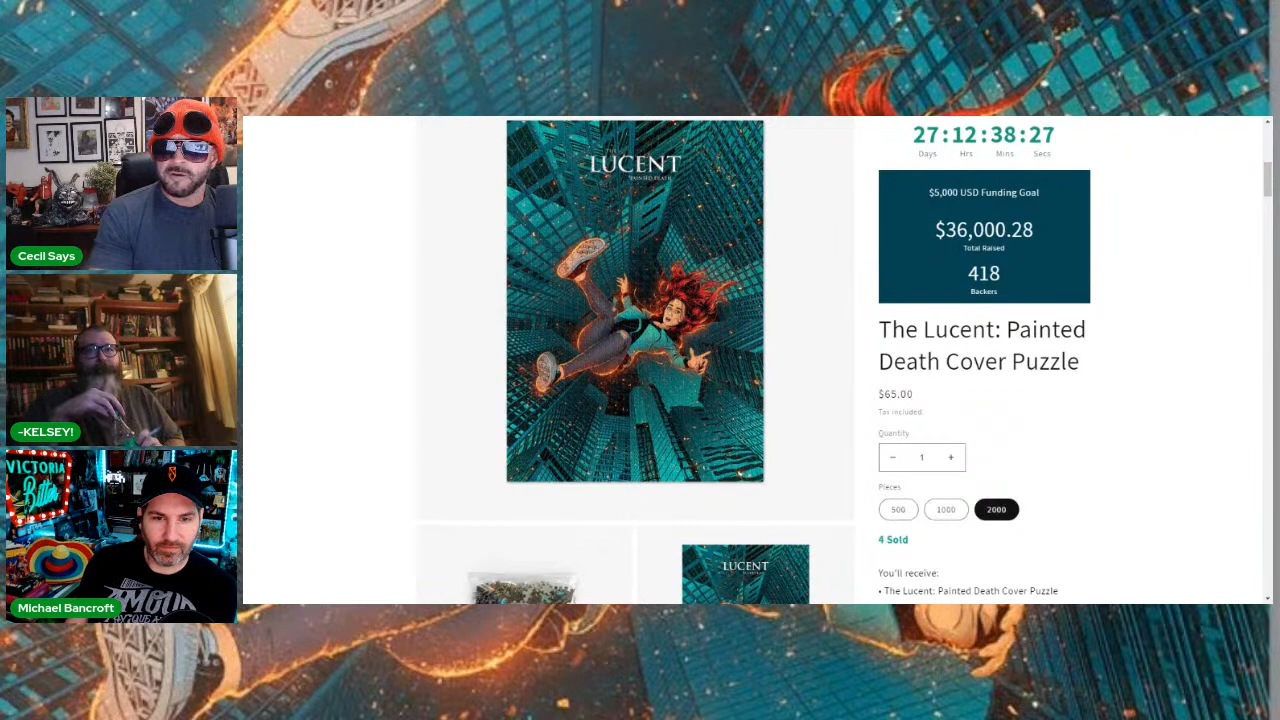 Cecil Says
-KELSEY!
VICTORIA
Bitter
Michael Bancroft
LUCENT
27:12:38:27
Days Hrs Mins Secs
$5,000 USD Funding Goal
$36,000.28
Total Raised
418
Backers
The Lucent: Painted
Death Cover Puzzle
$65.00
Tax included.
Quantity
− 1 +
Pieces
500 1000 2000
4 Sold
You'll receive:
• The Lucent: Painted Death Cover Puzzle
LUCENT